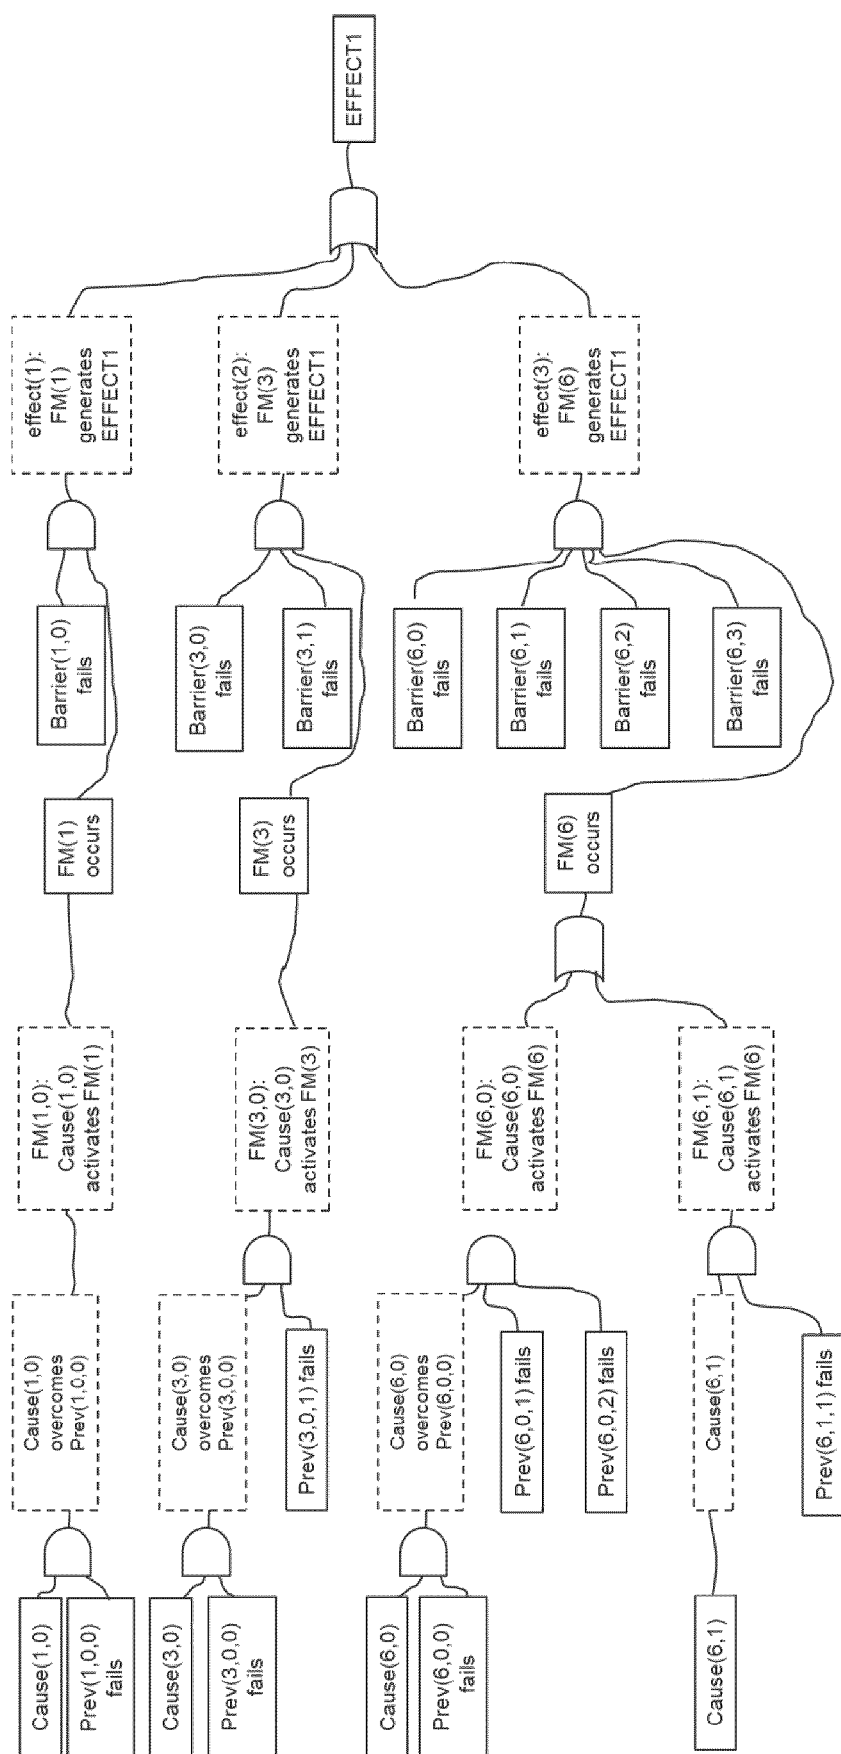 EFFECT1
effect(1):
FM(1)
generates
EFFECT1
effect(2):
FM(3)
generates
EFFECT1
effect(3):
FM(6)
generates
EFFECT1
Barrier(1,0)
fails
Barrier(3,0)
fails
Barrier(3,1)
fails
Barrier(6,0)
fails
Barrier(6,1)
fails
Barrier(6,2)
fails
Barrier(6,3)
fails
FM(1)
occurs
FM(3)
occurs
FM(6)
occurs
FM(1,0):
Cause(1,0)
activates FM(1)
FM(3,0):
Cause(3,0)
activates FM(3)
FM(6,0):
Cause(6,0)
activates FM(6)
FM(6,1):
Cause(6,1)
activates FM(6)
Cause(1,0)
overcomes
Prev(1,0,0)
Cause(3,0)
overcomes
Prev(3,0,0)
Prev(3,0,1) fails
Cause(6,0)
overcomes
Prev(6,0,0)
Prev(6,0,1) fails
Prev(6,0,2) fails
Cause(6,1)
Prev(6,1,1) fails
Cause(1,0)
Prev(1,0,0)
fails
Cause(3,0)
Prev(3,0,0)
fails
Cause(6,0)
Prev(6,0,0)
fails
Cause(6,1)